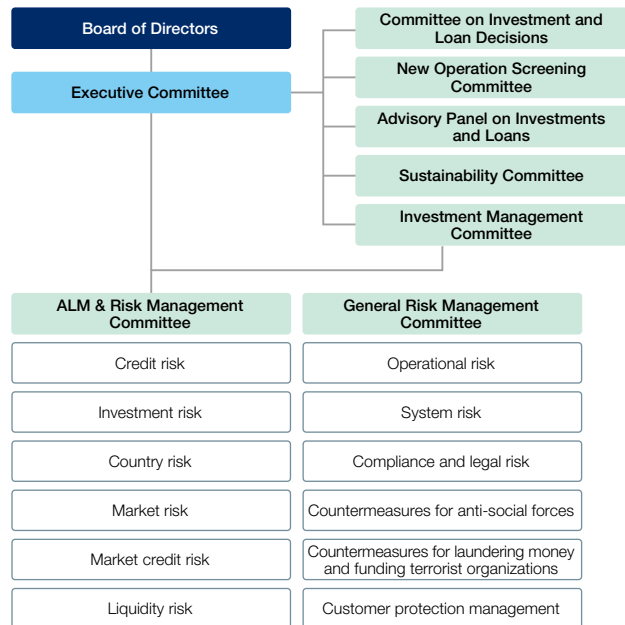 Board of Directors
Executive Committee
Committee on Investment and
Loan Decisions
New Operation Screening
Committee
Advisory Panel on Investments
and Loans
Sustainability Committee
Investment Management
Committee
ALM & Risk Management
Committee
Credit risk
Investment risk
Country risk
Market risk
Market credit risk
Liquidity risk
General Risk Management
Committee
Operational risk
System risk
Compliance and legal risk
Countermeasures for anti-social forces
Countermeasures for laundering money
and funding terrorist organizations
Customer protection management